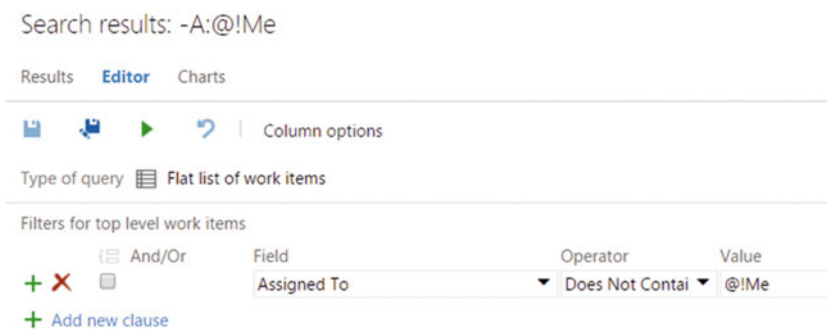 Search results: -A:@!Me
Results Editor Charts
Column options
Type of query Flat list of work items
Filters for top level work items
And/Or Field Operator Value
Assigned To Does Not Contai @!Me
Add new clause